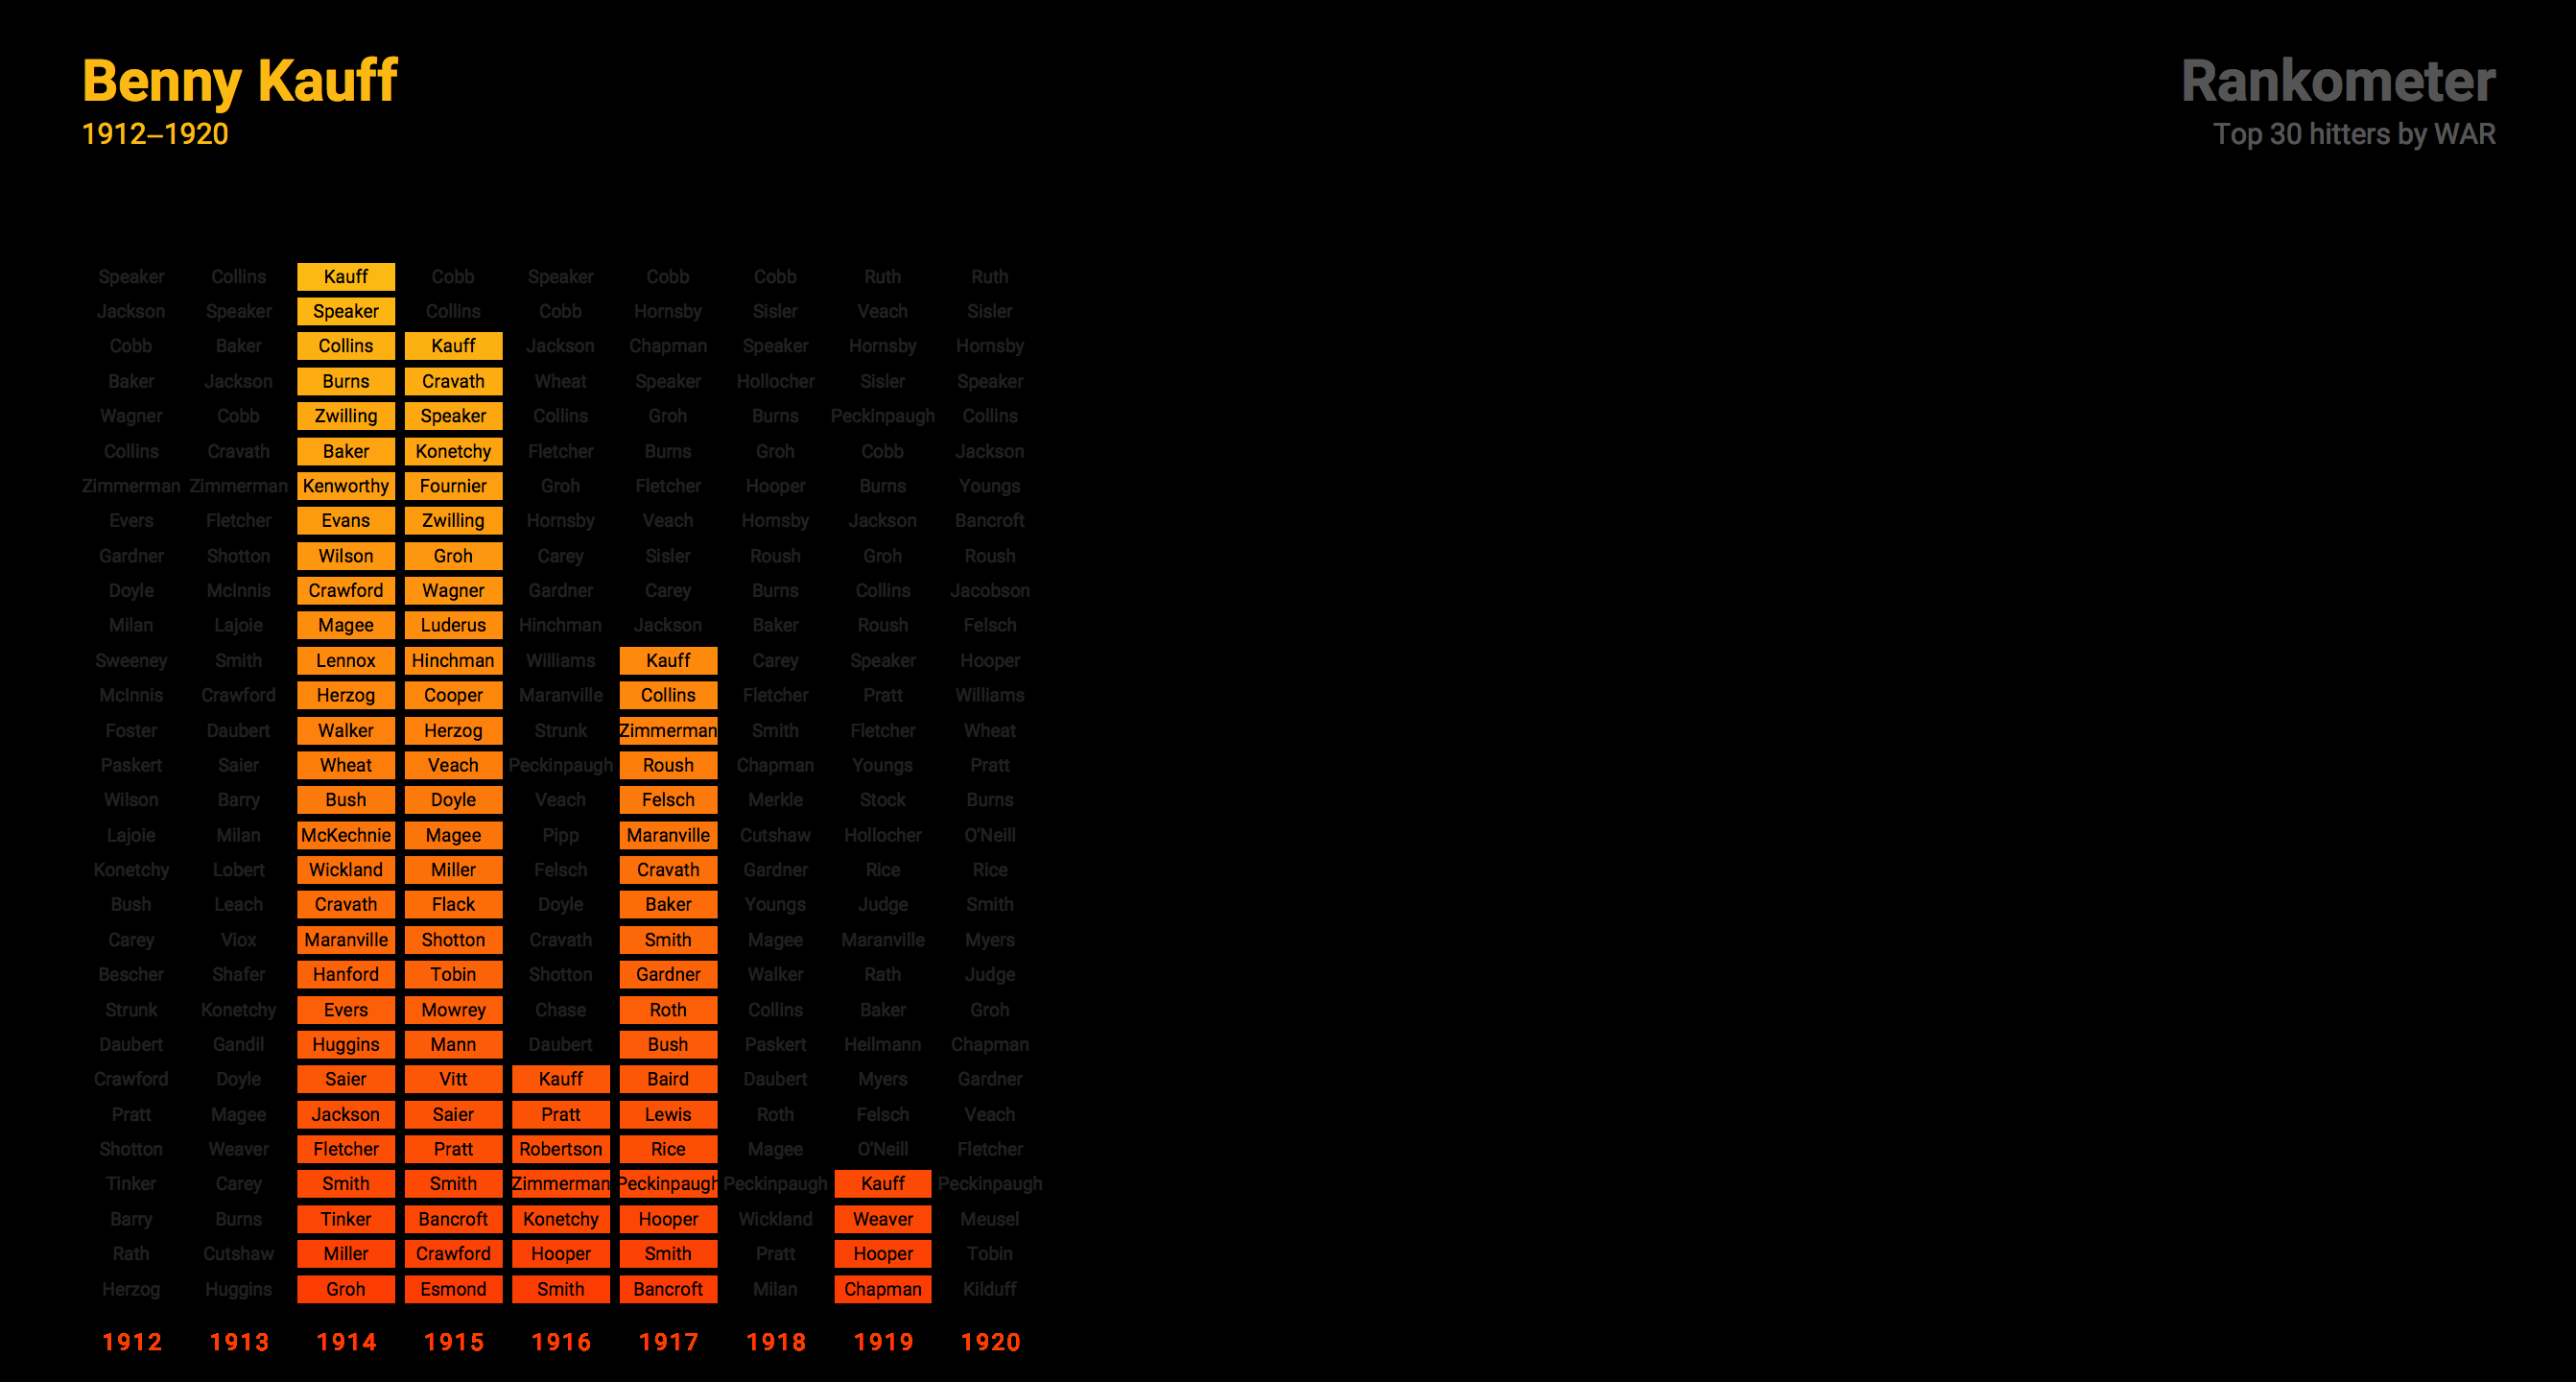 Benny Kauff
1912–1920
Rankometer
Top 30 hitters by WAR
Speaker Collins Kauff Cobb Speaker Cobb Cobb Ruth Ruth
Jackson Speaker Speaker Collins Cobb Hornsby Sisler Veach Sisler
Cobb Baker Collins Kauff Jackson Chapman Speaker Hornsby Hornsby
Baker Jackson Burns Cravath Wheat Speaker Hollocher Sisler Speaker
Wagner Cobb Zwilling Speaker Collins Groh Burns Peckinpaugh Collins
Collins Cravath Baker Konetchy Fletcher Burns Groh Cobb Jackson
Zimmerman Zimmerman Kenworthy Fournier Groh Fletcher Hooper Burns Youngs
Evers Fletcher Evans Zwilling Hornsby Veach Hornsby Jackson Bancroft
Gardner Shotton Wilson Groh Carey Sisler Roush Groh Roush
Doyle McInnis Crawford Wagner Gardner Carey Burns Collins Jacobson
Milan Lajoie Magee Luderus Hinchman Jackson Baker Roush Felsch
Sweeney Smith Lennox Hinchman Williams Kauff Carey Speaker Hooper
McInnis Crawford Herzog Cooper Maranville Collins Fletcher Pratt Williams
Foster Daubert Walker Herzog Strunk Zimmerman Smith Fletcher Wheat
Paskert Saier Wheat Veach Peckinpaugh Roush Chapman Youngs Pratt
Wilson Barry Bush Doyle Veach Felsch Merkle Stock Burns
Lajoie Milan McKechnie Magee Pipp Maranville Cutshaw Hollocher O'Neill
Konetchy Lobert Wickland Miller Felsch Cravath Gardner Rice Rice
Bush Leach Cravath Flack Doyle Baker Youngs Judge Smith
Carey Viox Maranville Shotton Cravath Smith Magee Maranville Myers
Bescher Shafer Hanford Tobin Shotton Gardner Walker Rath Judge
Strunk Konetchy Evers Mowrey Chase Roth Collins Baker Groh
Daubert Gandil Huggins Mann Daubert Bush Paskert Heilmann Chapman
Crawford Doyle Saier Vitt Kauff Baird Daubert Myers Gardner
Pratt Magee Jackson Saier Pratt Lewis Roth Felsch Veach
Shotton Weaver Fletcher Pratt Robertson Rice Magee O'Neill Fletcher
Tinker Carey Smith Smith Zimmerman Peckinpaugh Peckinpaugh Kauff Peckinpaugh
Barry Burns Tinker Bancroft Konetchy Hooper Wickland Weaver Meusel
Rath Cutshaw Miller Crawford Hooper Smith Pratt Hooper Tobin
Herzog Huggins Groh Esmond Smith Bancroft Milan Chapman Kilduff
1912 1913 1914 1915 1916 1917 1918 1919 1920